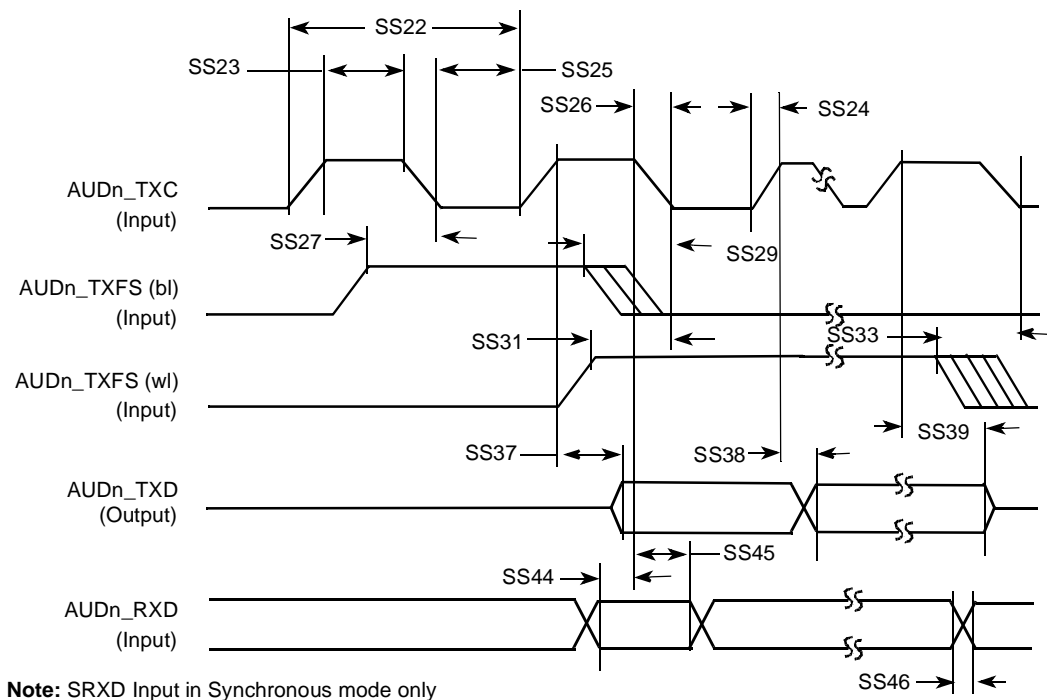 SS22
SS23
SS25
SS26
SS24
AUDn_TXC
(Input)
SS27
SS29
AUDn_TXFS (bl)
(Input)
SS31
SS33
AUDn_TXFS (wl)
(Input)
SS39
SS37
SS38
AUDn_TXD
(Output)
SS45
SS44
AUDn_RXD
(Input)
SS46
Note: SRXD Input in Synchronous mode only